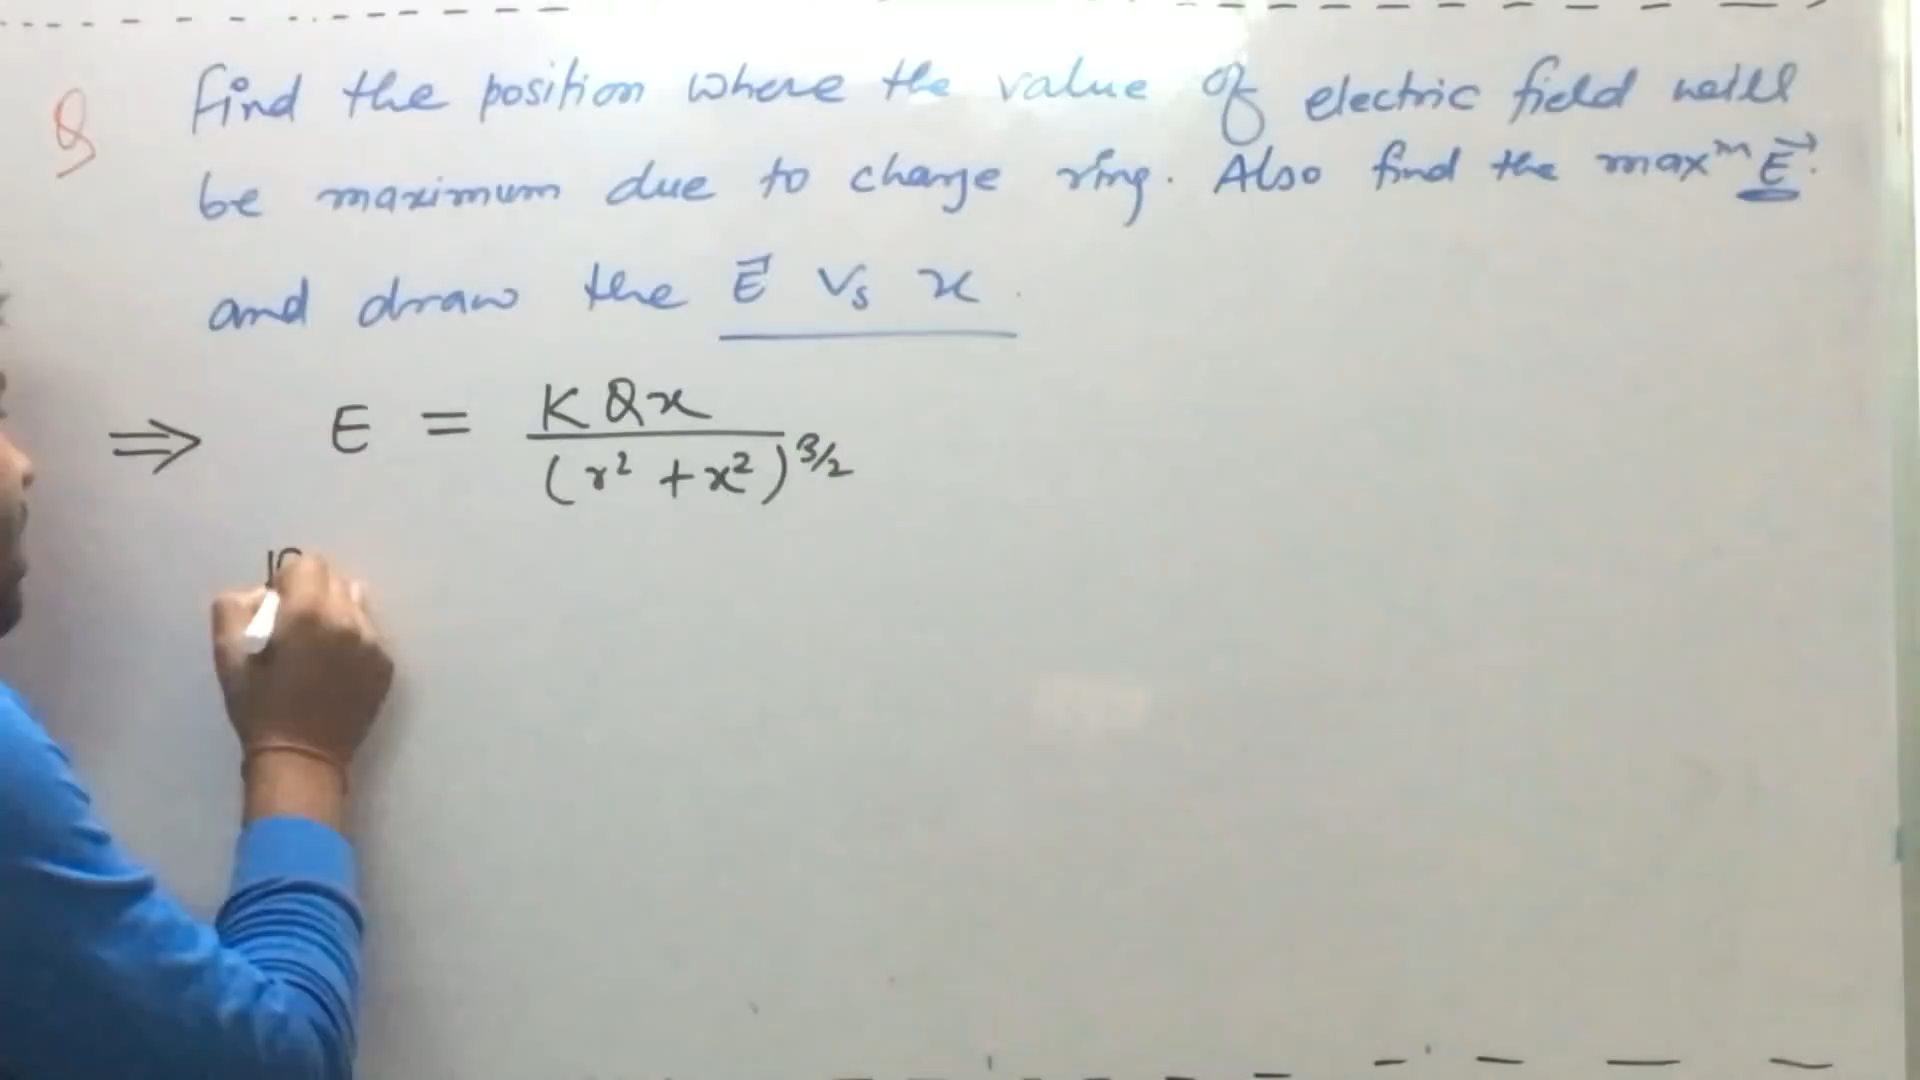 Q Find the position where the value of electric field will
be maximum due to charge ring. Also find the maxᵐ E⃗.
and draw the E⃗ Vs x.
⇒ E = KQx / (r² + x²)^3/2